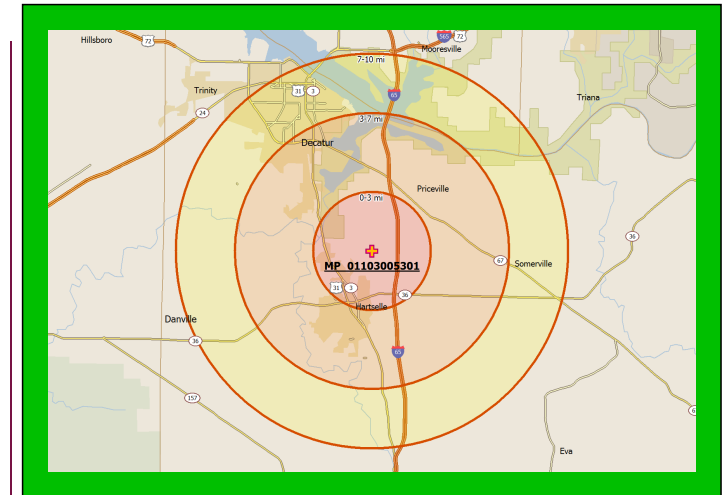 Hillsboro
72
565
72
Mooresville
7-10 mi
Trinity
31
3
65
Triana
24
3-7 mi
Decatur
Priceville
0-3 mi
36
MP_01103005301
67
Somerville
31
3
36
Hartselle
Danville
36
65
157
Eva